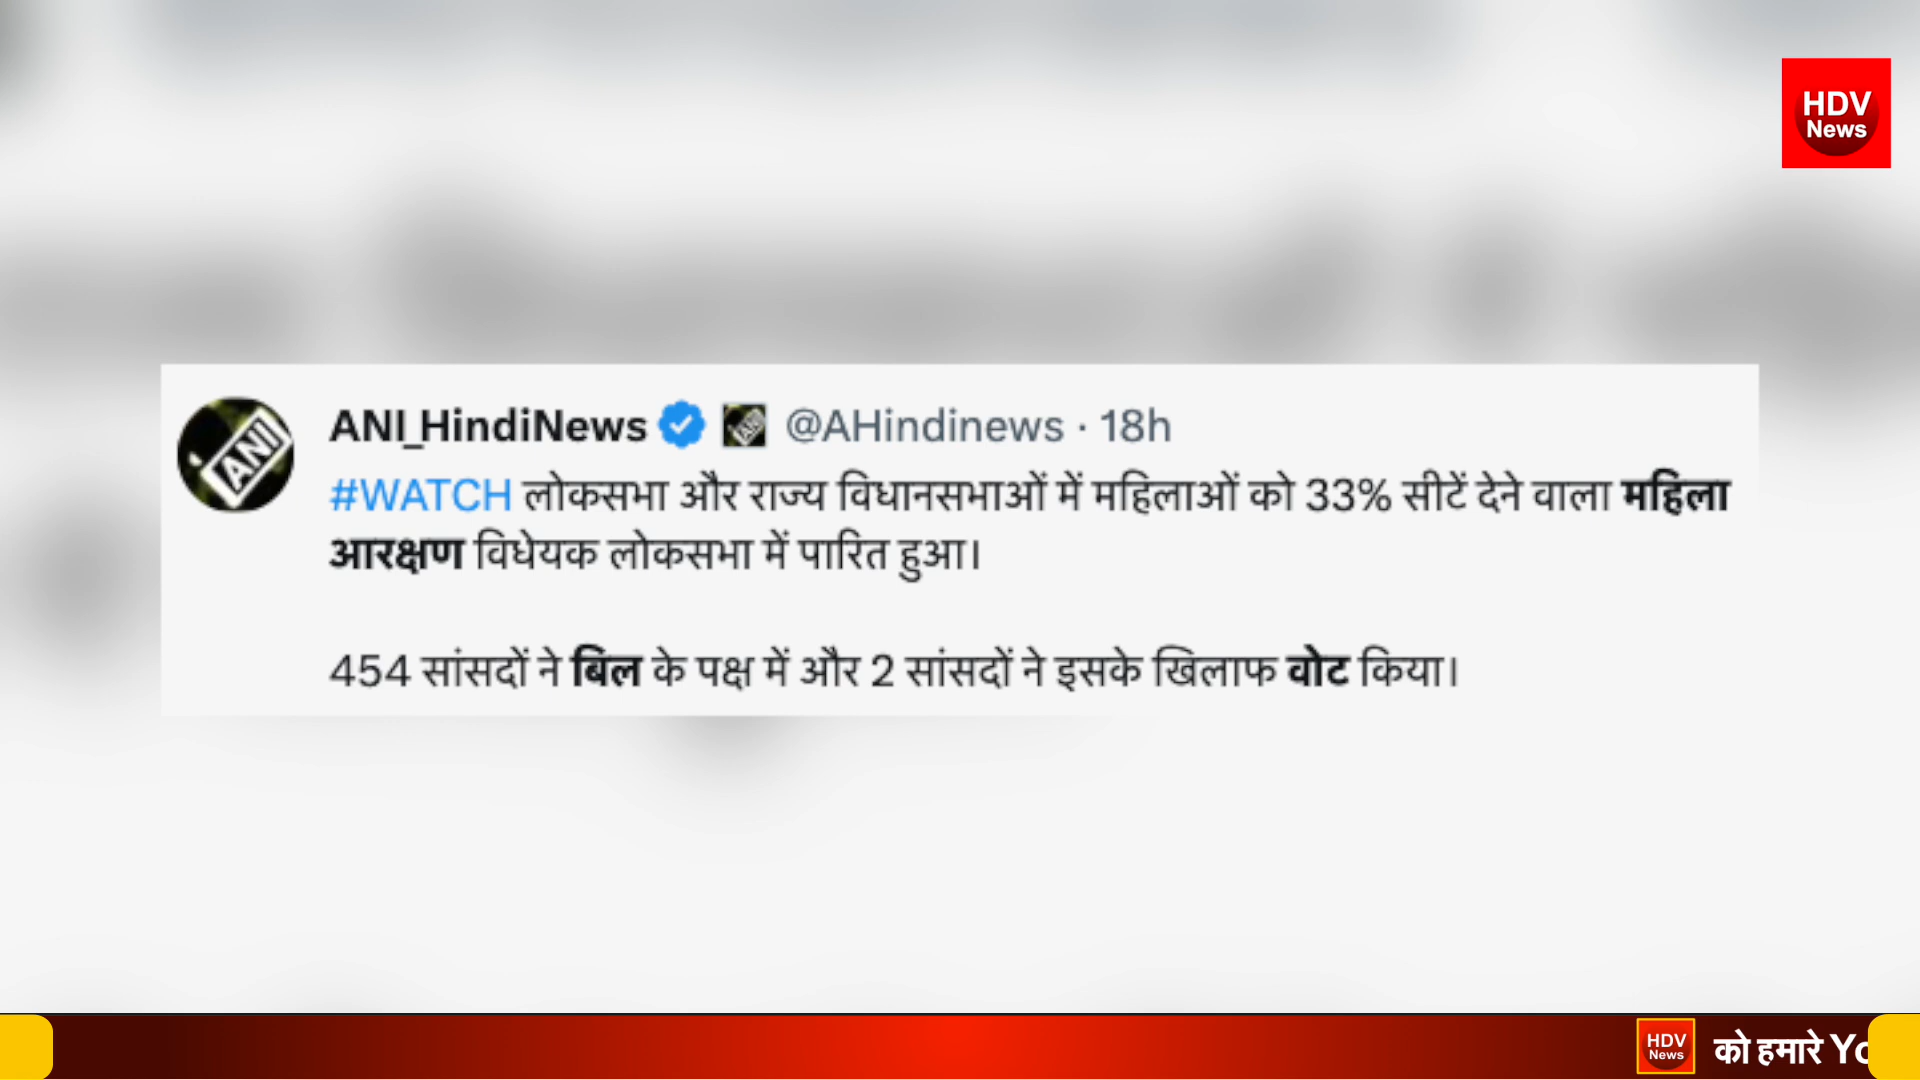 HDV
News
ANI_HindiNews @AHindinews · 18h
#WATCH लोकसभा और राज्य विधानसभाओं में महिलाओं को 33% सीटें देने वाला महिला
आरक्षण विधेयक लोकसभा में पारित हुआ।
454 सांसदों ने बिल के पक्ष में और 2 सांसदों ने इसके खिलाफ वोट किया।
HDV
News
को हमारे